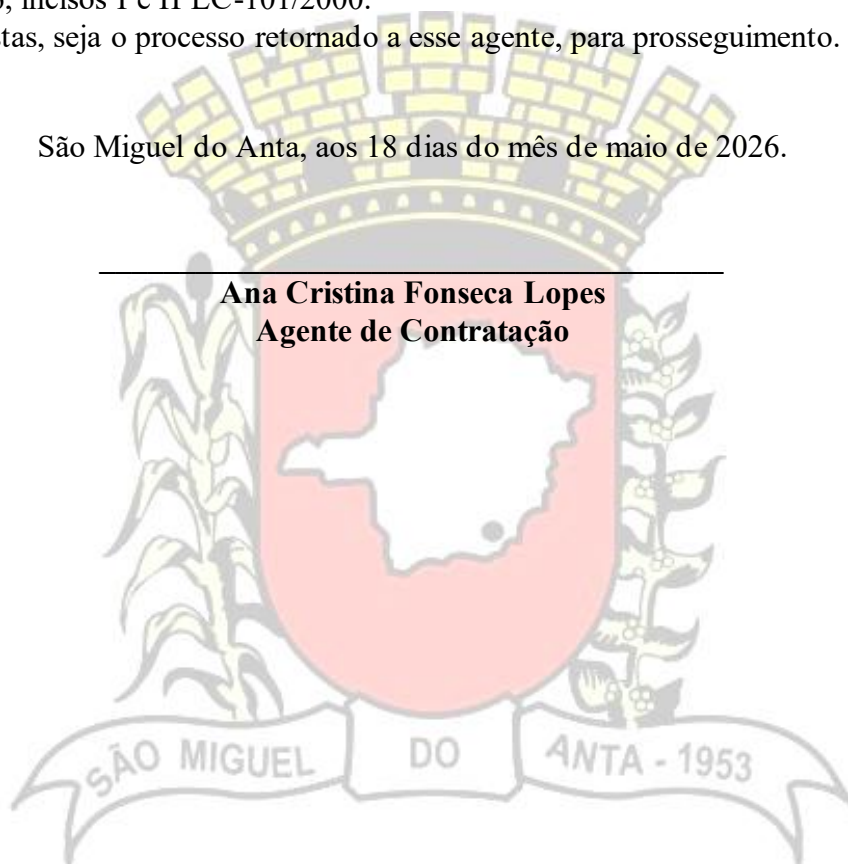 incisos I e II LC-101/2000.
seja o processo retornado a esse agente, para prosseguimento.
São Miguel do Anta, aos 18 dias do mês de maio de 2026.
Ana Cristina Fonseca Lopes
Agente de Contratação
SÃO MIGUEL DO ANTA - 1953